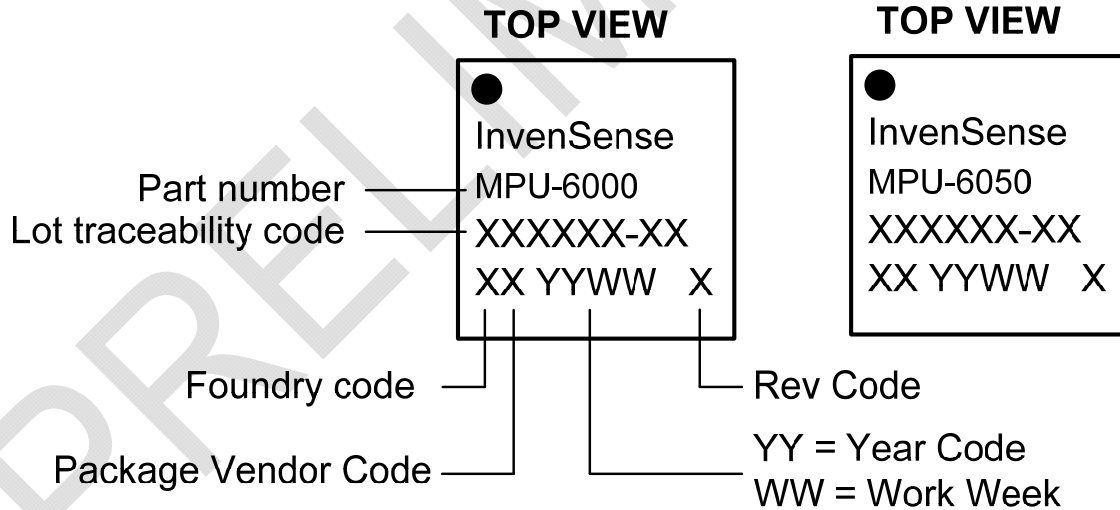 TOP VIEW
InvenSense
MPU-6000
XXXXXX-XX
XX YYWW X
Part number
Lot traceability code
Foundry code
Package Vendor Code
Rev Code
YY = Year Code
WW = Work Week
TOP VIEW
InvenSense
MPU-6050
XXXXXX-XX
XX YYWW X
PRELIM